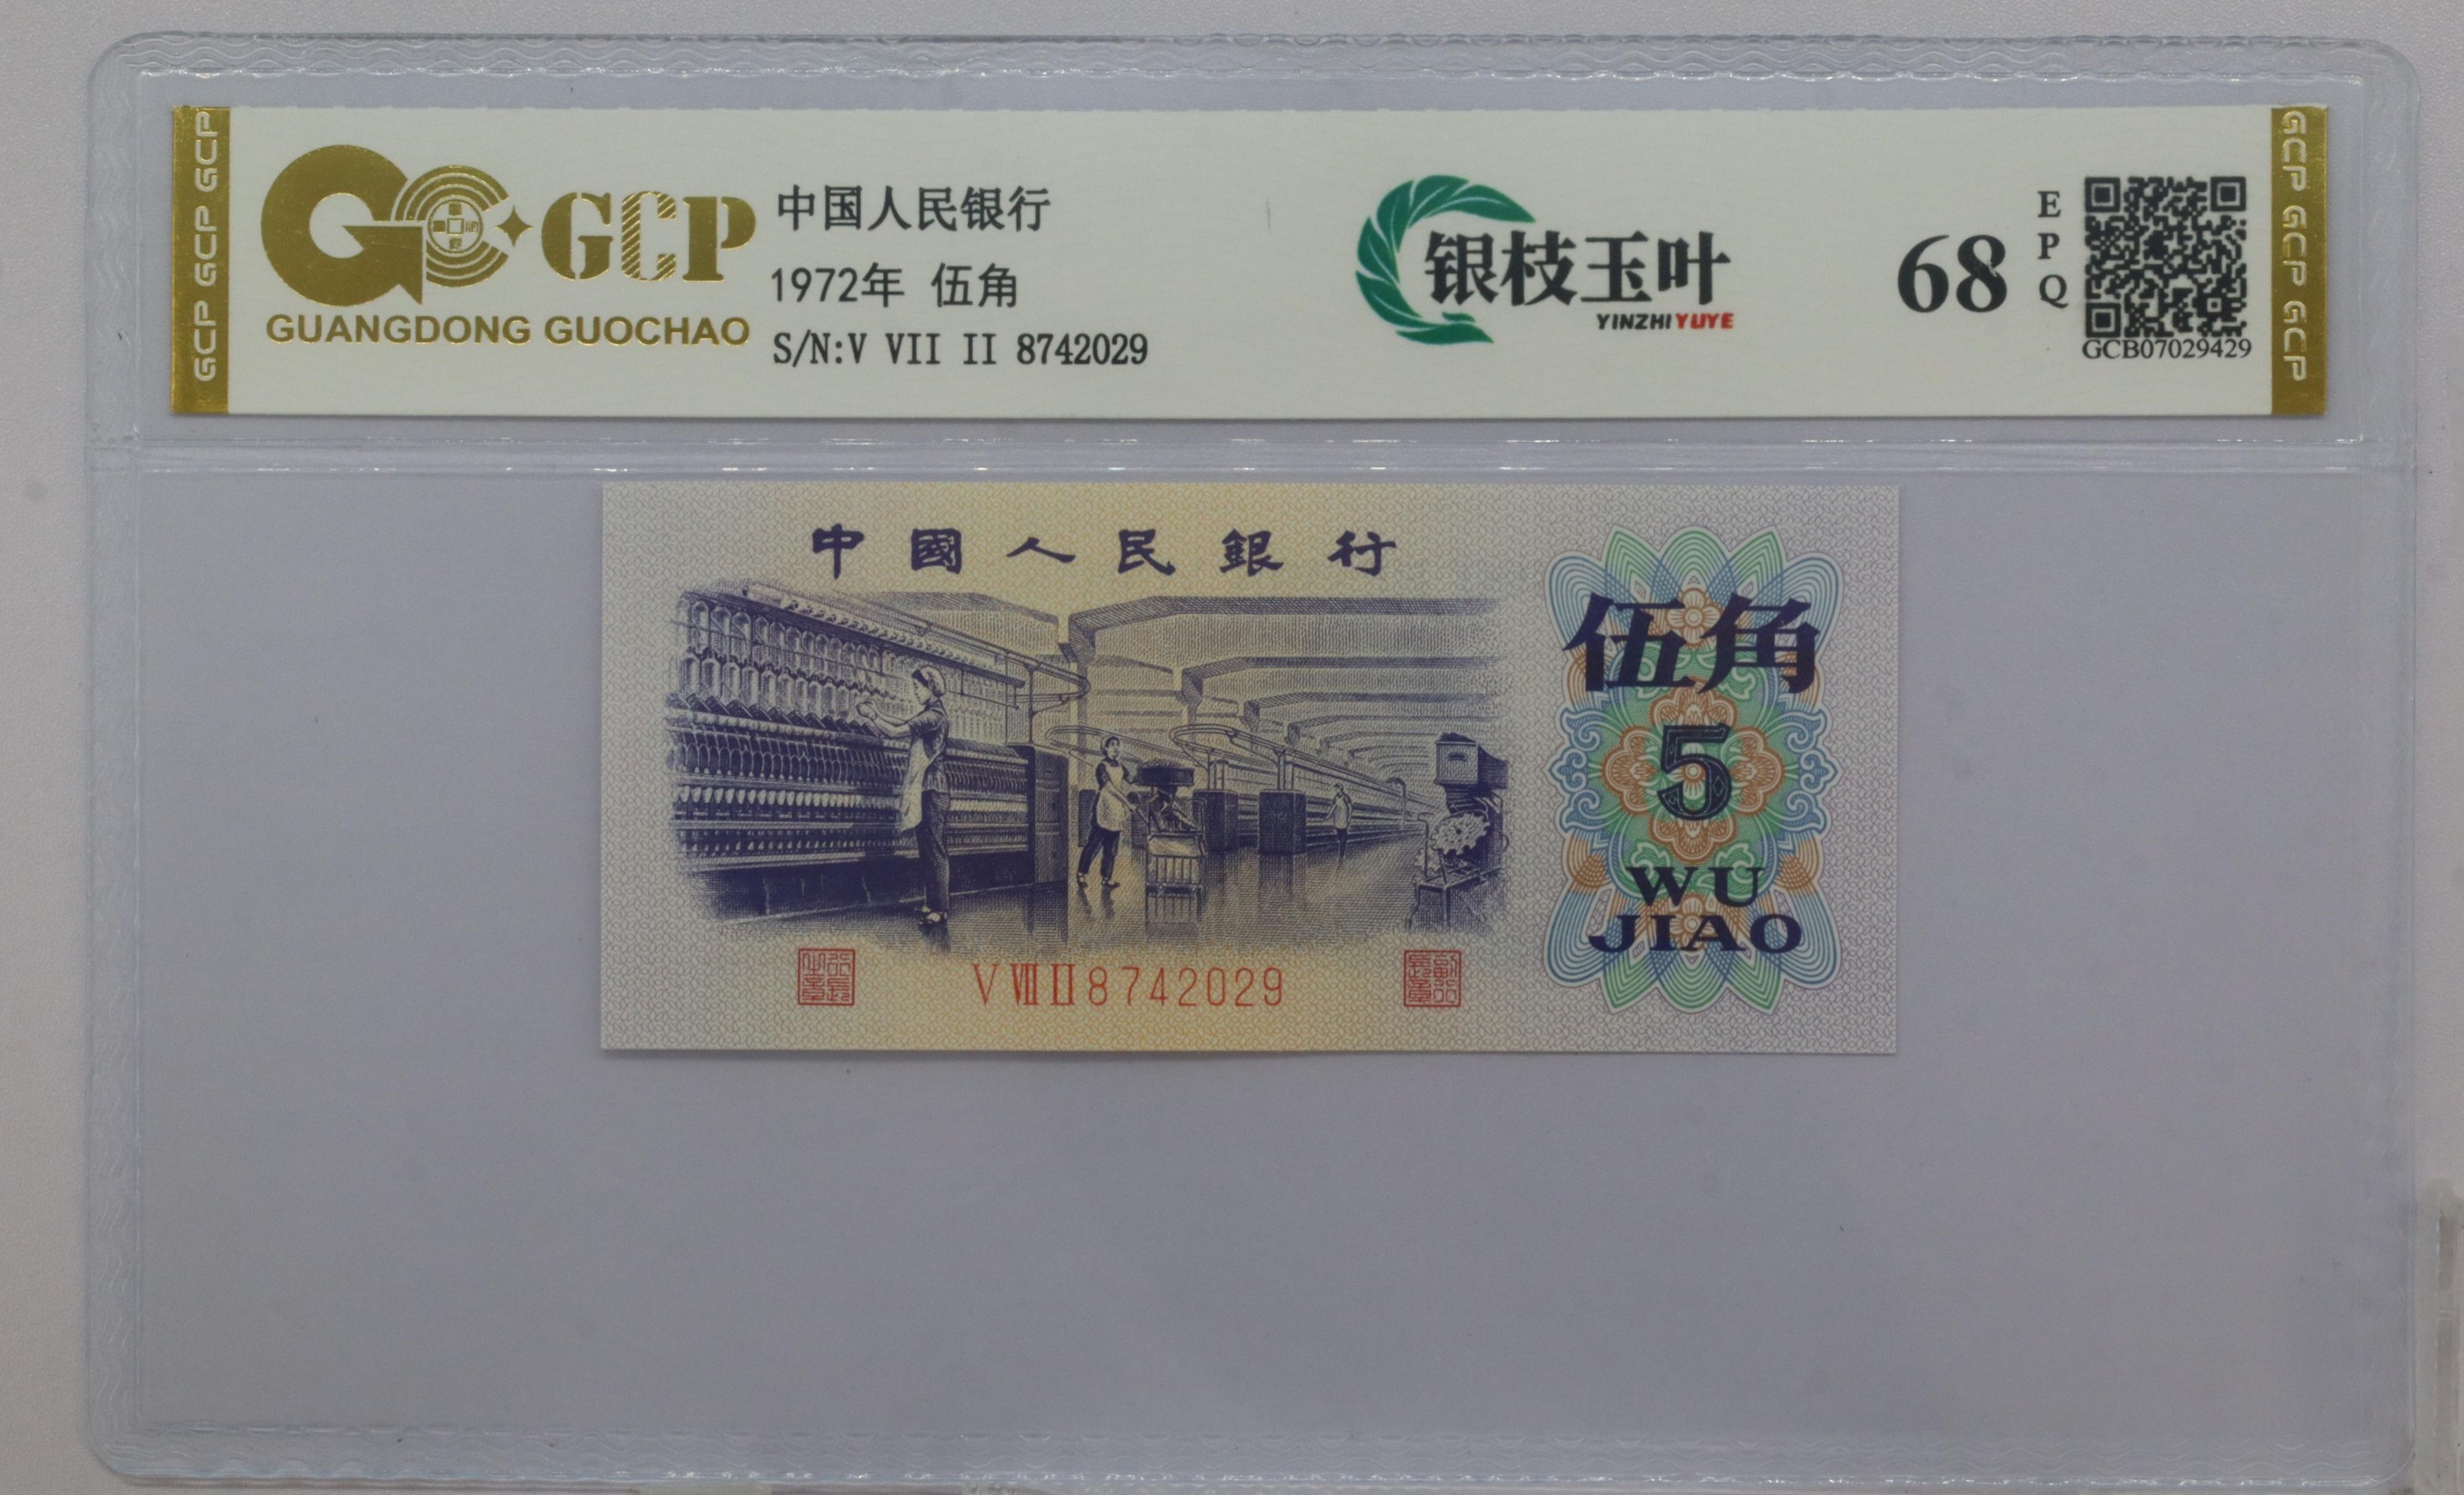 GCP GCP GCP
GCP
GUANGDONG GUOCHAO
中国人民银行
1972年 伍角
S/N:V VII II 8742029
银枝玉叶
YINZHIYUYE
68
EPQ
GCB07029429
GCP GCP GCP
中國人民銀行
伍角
5
WU
JIAO
V VII II 8742029